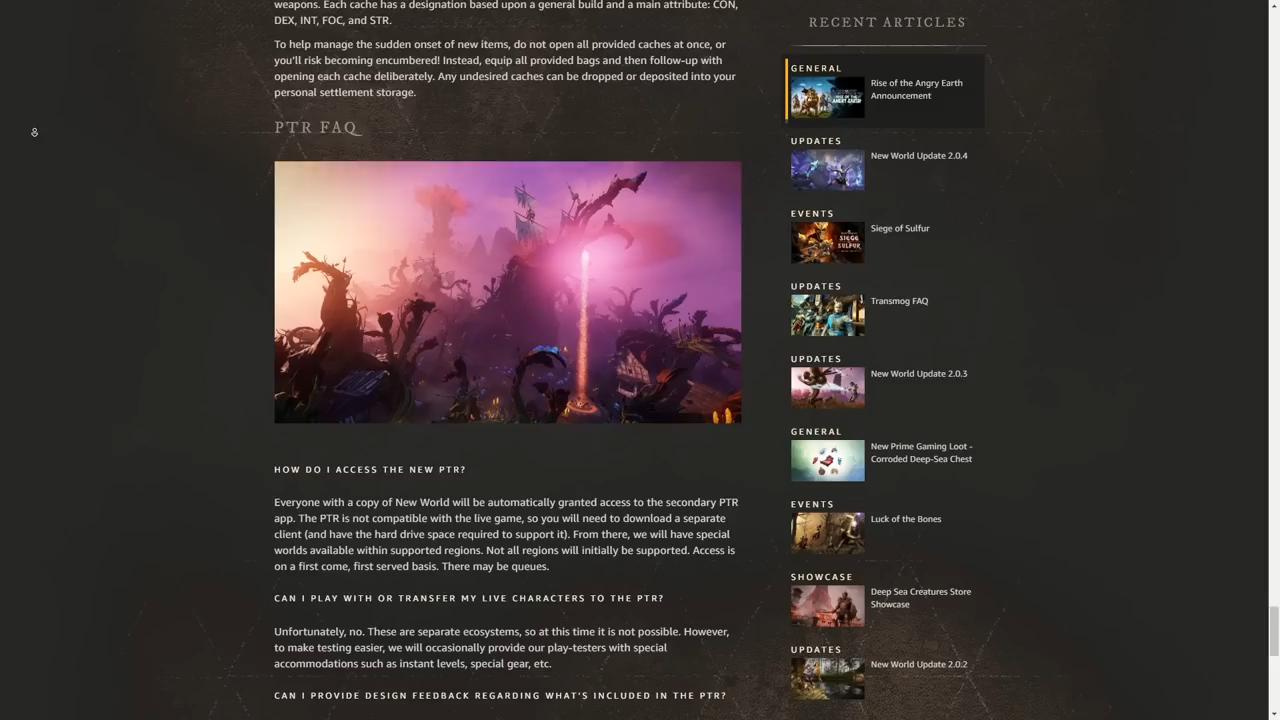 weapons. Each cache has a designation based upon a general build and a main attribute: CON,
DEX, INT, FOC, and STR.
To help manage the sudden onset of new items, do not open all provided caches at once, or
you'll risk becoming encumbered! Instead, equip all provided bags and then follow-up with
opening each cache deliberately. Any undesired caches can be dropped or deposited into your
personal settlement storage.
PTR FAQ
HOW DO I ACCESS THE NEW PTR?
Everyone with a copy of New World will be automatically granted access to the secondary PTR
app. The PTR is not compatible with the live game, so you will need to download a separate
client (and have the hard drive space required to support it). From there, we will have special
worlds available within supported regions. Not all regions will initially be supported. Access is
on a first come, first served basis. There may be queues.
CAN I PLAY WITH OR TRANSFER MY LIVE CHARACTERS TO THE PTR?
Unfortunately, no. These are separate ecosystems, so at this time it is not possible. However,
to make testing easier, we will occasionally provide our play-testers with special
accommodations such as instant levels, special gear, etc.
CAN I PROVIDE DESIGN FEEDBACK REGARDING WHAT'S INCLUDED IN THE PTR?
RECENT ARTICLES
GENERAL
Rise of the Angry Earth
Announcement
RISE OF THE
ANGRY EARTH
UPDATES
New World Update 2.0.4
EVENTS
Siege of Sulfur
SIEGE
SULFUR
UPDATES
Transmog FAQ
UPDATES
New World Update 2.0.3
GENERAL
New Prime Gaming Loot -
Corroded Deep-Sea Chest
EVENTS
Luck of the Bones
SHOWCASE
Deep Sea Creatures Store
Showcase
UPDATES
New World Update 2.0.2